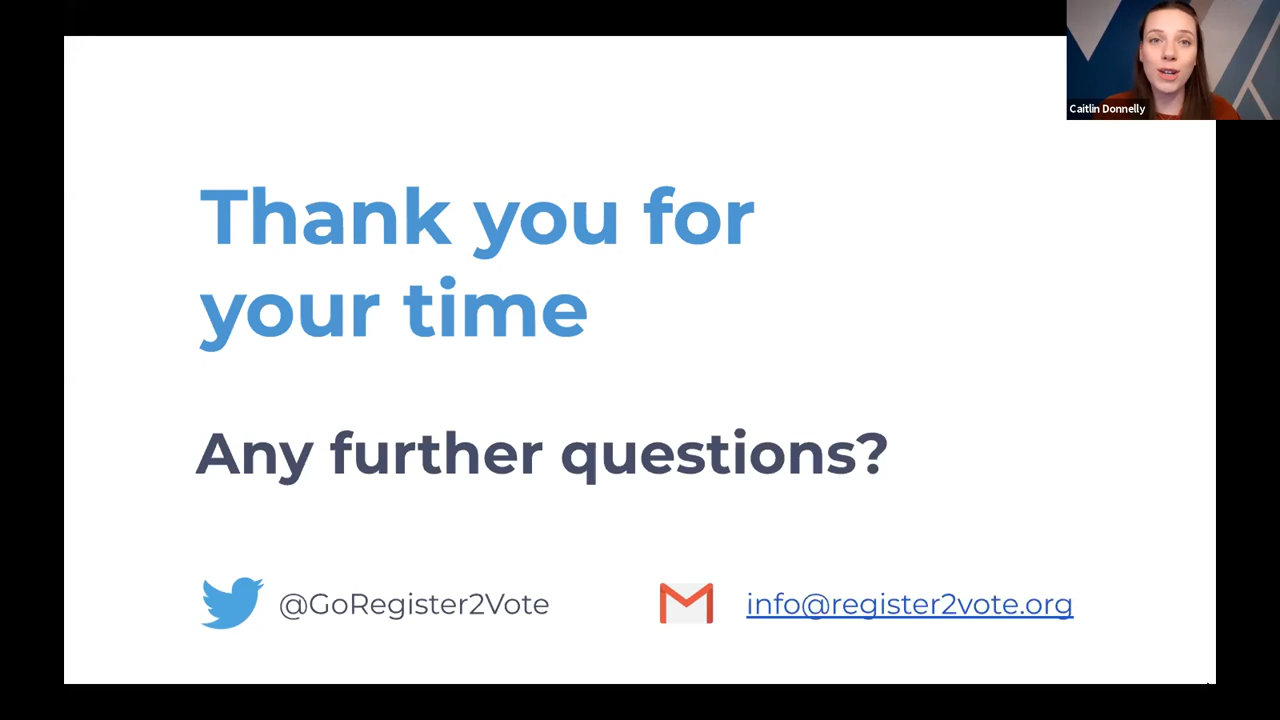 Caitlin Donnelly
Thank you for
your time
Any further questions?
@GoRegister2Vote
info@register2vote.org